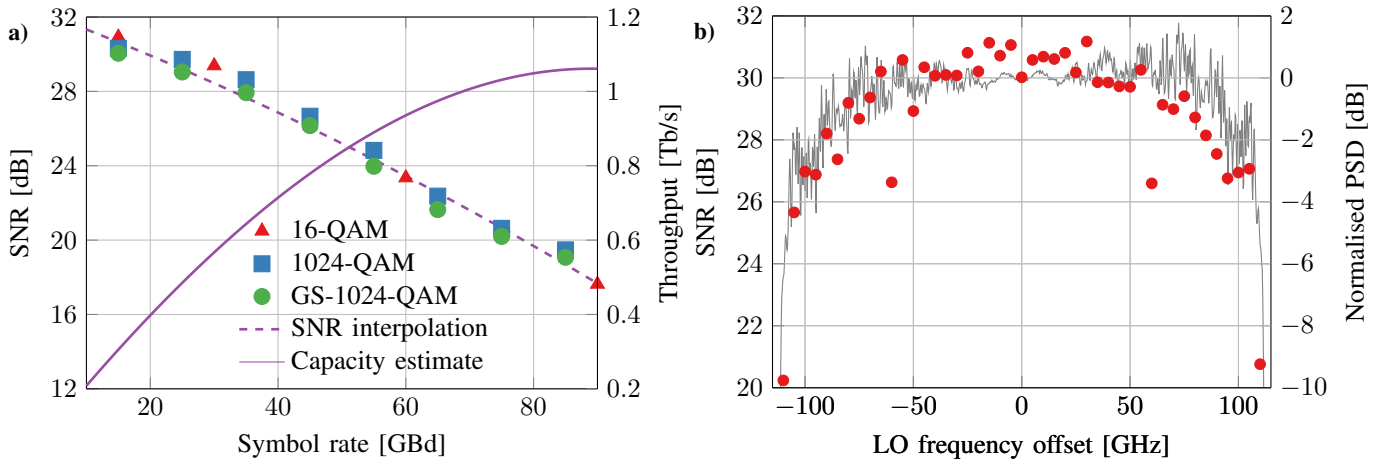 a)
SNR [dB]
32
28
24
20
16
12
20
40
60
80
Symbol rate [GBd]
1.2
1
0.8
0.6
0.4
0.2
Throughput [Tb/s]
16-QAM
1024-QAM
GS-1024-QAM
SNR interpolation
Capacity estimate
b)
SNR [dB]
32
30
28
26
24
22
20
−100
−50
0
50
100
LO frequency offset [GHz]
2
0
−2
−4
−6
−8
−10
Normalised PSD [dB]